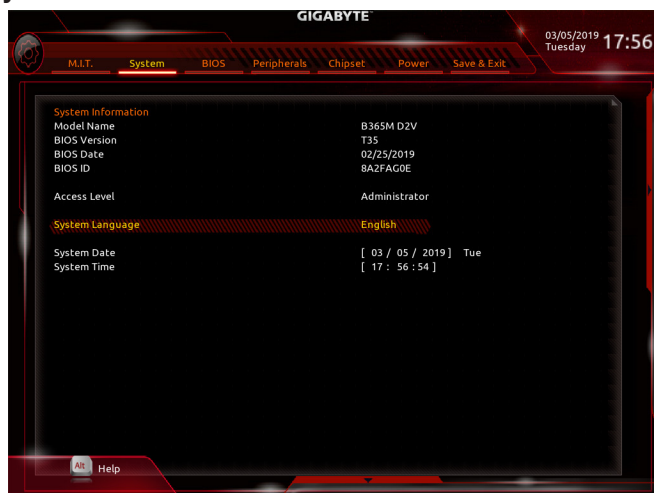 GIGABYTE™
03/05/2019
Tuesday
17:56
M.I.T. System BIOS Peripherals Chipset Power Save & Exit
System Information
Model Name B365M D2V
BIOS Version T35
BIOS Date 02/25/2019
BIOS ID 8A2FAG0E
Access Level Administrator
System Language English
System Date [ 03 / 05 / 2019 ] Tue
System Time [ 17 : 56 : 54 ]
Alt Help